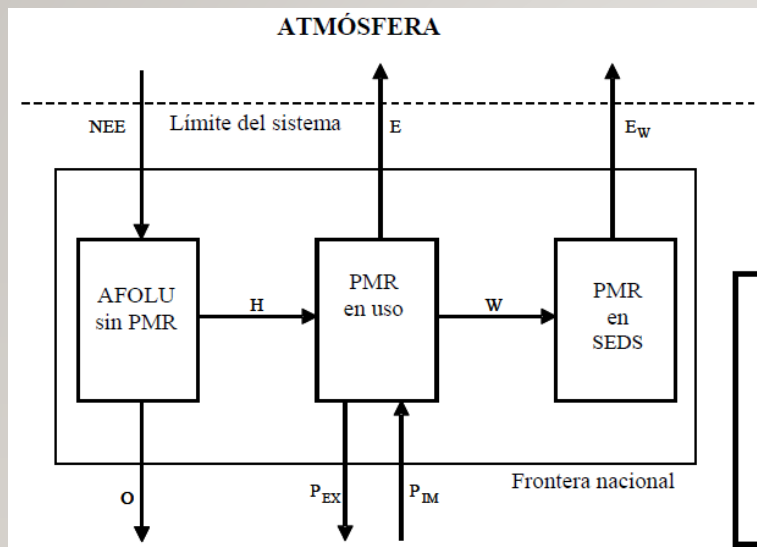 ATMÓSFERA
NEE
Límite del sistema
E
E_W
AFOLU
sin PMR
H
PMR
en uso
W
PMR
en
SEDS
O
P_EX
P_IM
Frontera nacional